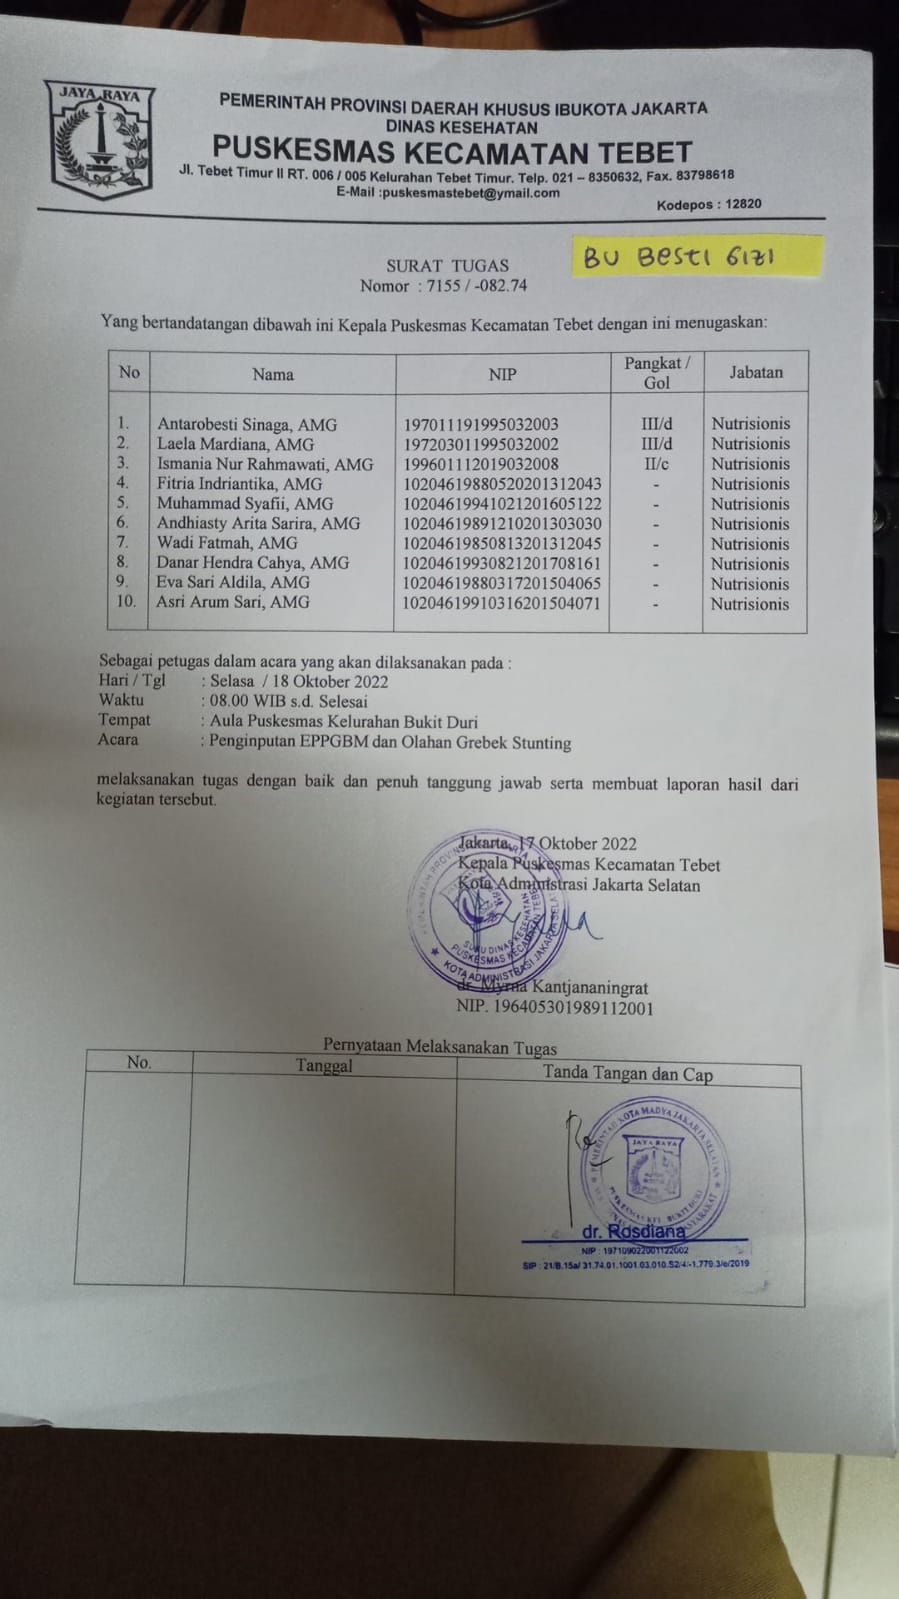 JAYA RAYA
PEMERINTAH PROVINSI DAERAH KHUSUS IBUKOTA JAKARTA
DINAS KESEHATAN
PUSKESMAS KECAMATAN TEBET
Jl. Tebet Timur II RT. 006 / 005 Kelurahan Tebet Timur. Telp. 021 – 8350632, Fax. 83798618
E-Mail :puskesmastebet@ymail.com
Kodepos : 12820
BU BESTI GIZI
SURAT TUGAS
Nomor : 7155 / -082.74
Yang bertandatangan dibawah ini Kepala Puskesmas Kecamatan Tebet dengan ini menugaskan:
No Nama NIP Pangkat / Gol Jabatan
1. Antarobesti Sinaga, AMG 197011191995032003 III/d Nutrisionis
2. Laela Mardiana, AMG 197203011995032002 III/d Nutrisionis
3. Ismania Nur Rahmawati, AMG 199601112019032008 II/c Nutrisionis
4. Fitria Indriantika, AMG 10204619880520201312043 - Nutrisionis
5. Muhammad Syafii, AMG 10204619941021201605122 - Nutrisionis
6. Andhiasty Arita Sarira, AMG 10204619891210201303030 - Nutrisionis
7. Wadi Fatmah, AMG 10204619850813201312045 - Nutrisionis
8. Danar Hendra Cahya, AMG 10204619930821201708161 - Nutrisionis
9. Eva Sari Aldila, AMG 10204619880317201504065 - Nutrisionis
10. Asri Arum Sari, AMG 10204619910316201504071 - Nutrisionis
Sebagai petugas dalam acara yang akan dilaksanakan pada :
Hari / Tgl : Selasa / 18 Oktober 2022
Waktu : 08.00 WIB s.d. Selesai
Tempat : Aula Puskesmas Kelurahan Bukit Duri
Acara : Penginputan EPPGBM dan Olahan Grebek Stunting
melaksanakan tugas dengan baik dan penuh tanggung jawab serta membuat laporan hasil dari
kegiatan tersebut.
Jakarta, 17 Oktober 2022
Kepala Puskesmas Kecamatan Tebet
Kota Administrasi Jakarta Selatan
SUKU DINAS KESEHATAN
PUSKESMAS KECAMATAN TEBET
KOTA ADMINISTRASI JAKARTA SELATAN
dr. Myrna Kantjananingrat
NIP. 196405301989112001
Pernyataan Melaksanakan Tugas
No. Tanggal Tanda Tangan dan Cap
PEMERINTAH KOTA MADYA JAKARTA SELATAN
JAYA RAYA
PUSKESMAS KEL BUKIT DURI
dr. Rosdiana
NIP : 197109022001122002
SIP : 21/B.15a/ 31.74.01.1001.03.010.S2/4/-1.779.3/e/2019